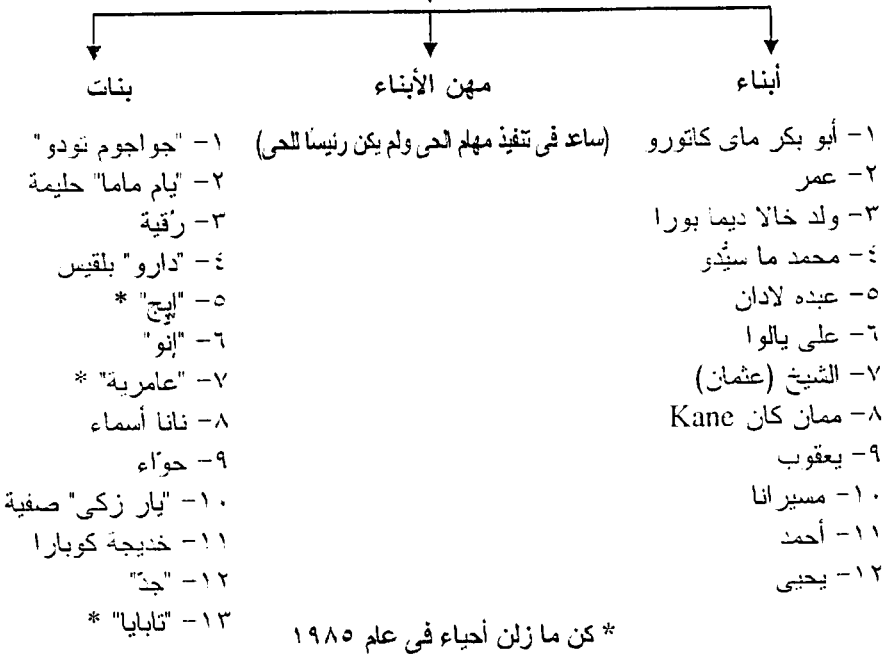 أبناء
مهن الأبناء
بنات
١- أبو بكر ماى كاتورو
٢- عمر
٣- ولد خالا ديما بورا
٤- محمد ما سيُّدو
٥- عبده لادان
٦- على يالوا
٧- الشيخ (عثمان)
٨- ممان كان Kane
٩- يعقوب
١٠- مسيرانا
١١- أحمد
١٢- يحيى
(ساعد فى تنفيذ مهام الحى ولم يكن رئيسًا للحى)
١- "جواجوم تودو"
٢- "يام ماما" حليمة
٣- رُقية
٤- "دارو" بلقيس
٥- "إيج" *
٦- "إنُّو"
٧- "عامرية" *
٨- نانا أسماء
٩- حوّاء
١٠- "يار زكى" صفية
١١- خديجة كوبارا
١٢- "جدّ"
١٣- "تابايا" *
* كن ما زلن أحياء فى عام ١٩٨٥